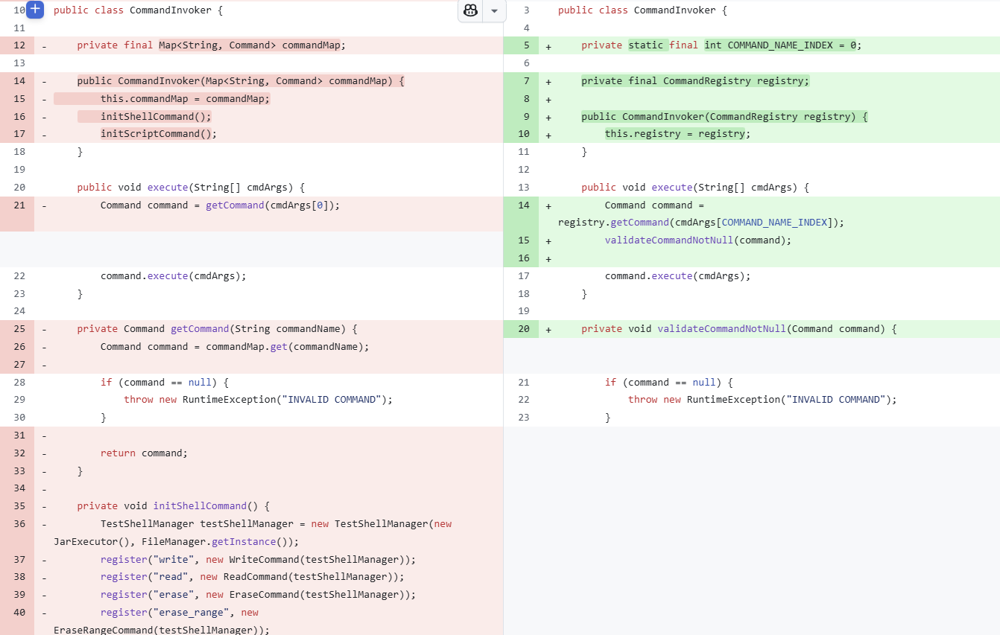 10 + public class CommandInvoker {
11
12 - private final Map<String, Command> commandMap;
13
14 - public CommandInvoker(Map<String, Command> commandMap) {
15 - this.commandMap = commandMap;
16 - initShellCommand();
17 - initScriptCommand();
18 }
19
20 public void execute(String[] cmdArgs) {
21 - Command command = getCommand(cmdArgs[0]);
22 command.execute(cmdArgs);
23 }
24
25 - private Command getCommand(String commandName) {
26 - Command command = commandMap.get(commandName);
27 -
28 if (command == null) {
29 throw new RuntimeException("INVALID COMMAND");
30 }
31 -
32 - return command;
33 - }
34 -
35 - private void initShellCommand() {
36 - TestShellManager testShellManager = new TestShellManager(new
JarExecutor(), FileManager.getInstance());
37 - register("write", new WriteCommand(testShellManager));
38 - register("read", new ReadCommand(testShellManager));
39 - register("erase", new EraseCommand(testShellManager));
40 - register("erase_range", new
EraseRangeCommand(testShellManager));
3 public class CommandInvoker {
4
5 + private static final int COMMAND_NAME_INDEX = 0;
6
7 + private final CommandRegistry registry;
8 +
9 + public CommandInvoker(CommandRegistry registry) {
10 + this.registry = registry;
11 }
12
13 public void execute(String[] cmdArgs) {
14 + Command command =
registry.getCommand(cmdArgs[COMMAND_NAME_INDEX]);
15 + validateCommandNotNull(command);
16 +
17 command.execute(cmdArgs);
18 }
19
20 + private void validateCommandNotNull(Command command) {
21 if (command == null) {
22 throw new RuntimeException("INVALID COMMAND");
23 }